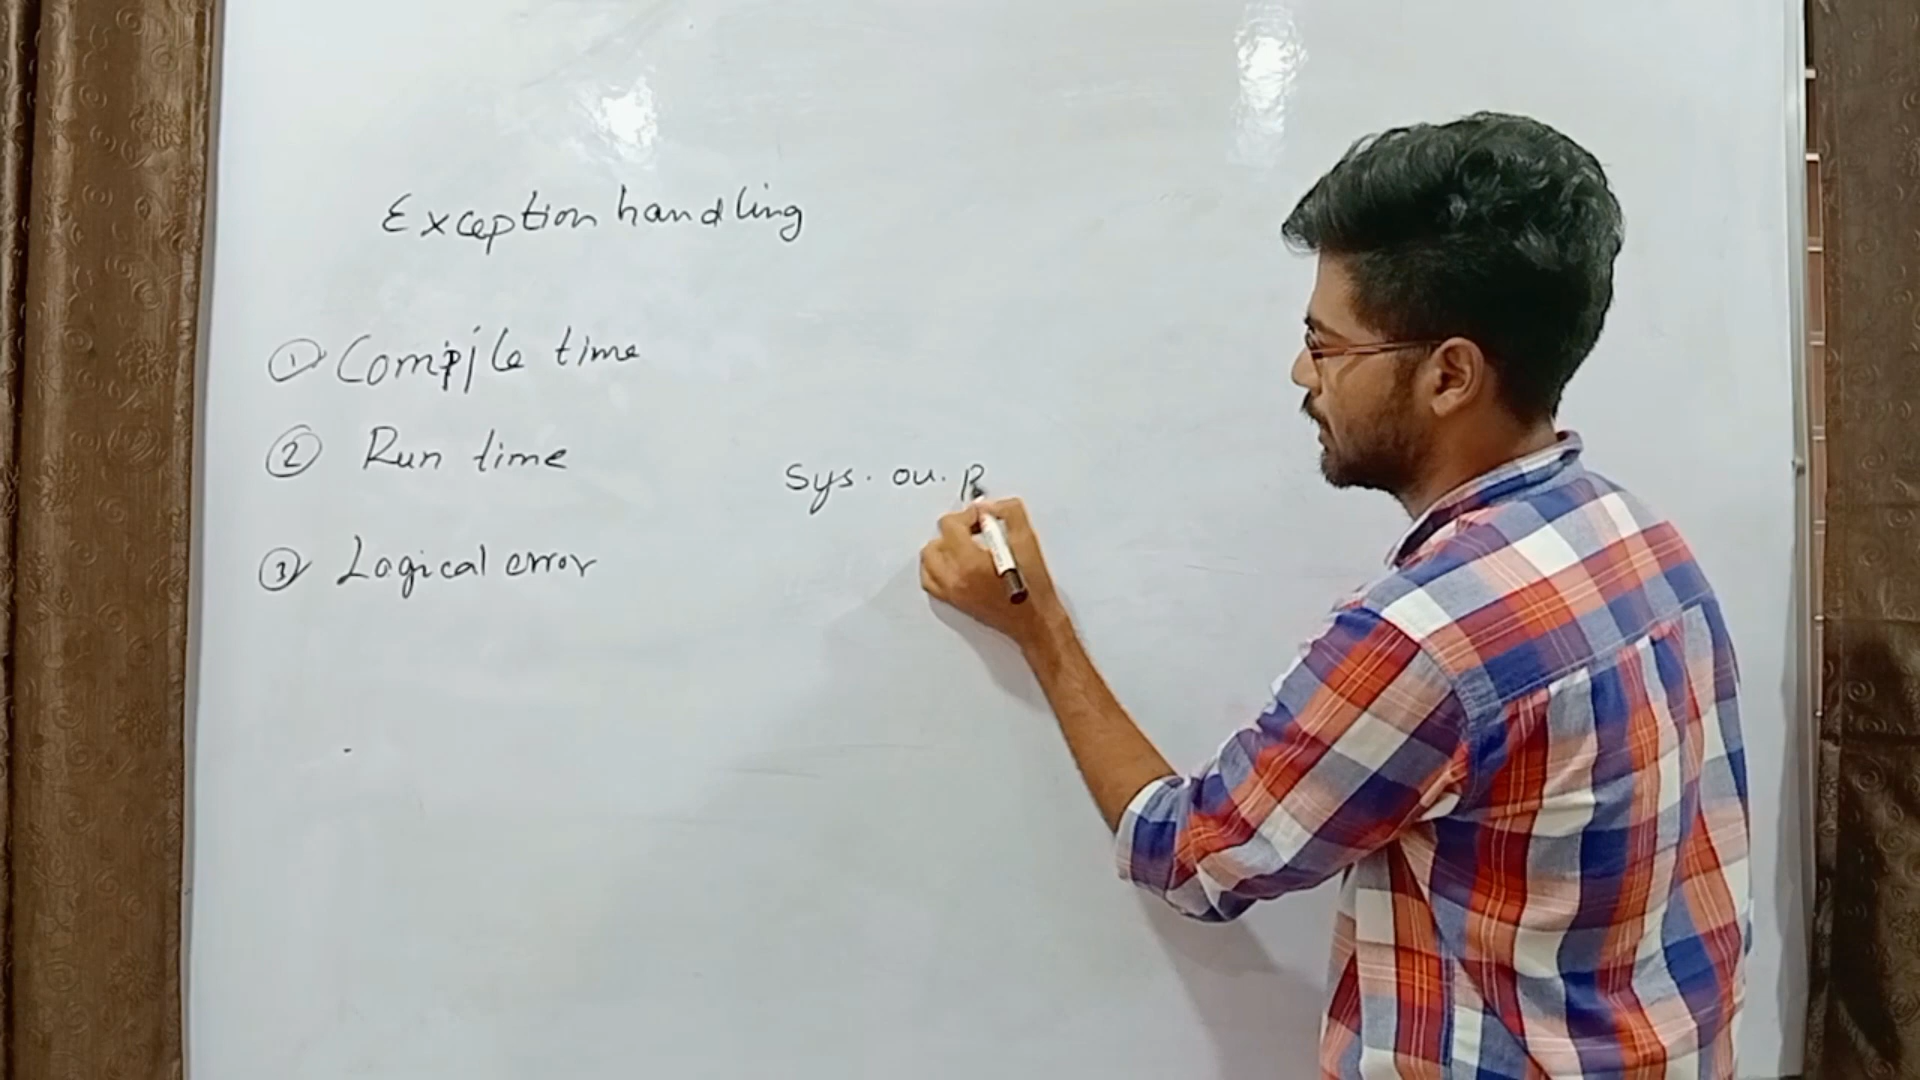 Exception handling
① Compile time
② Run time
Sys. ou. p
③ Logical error